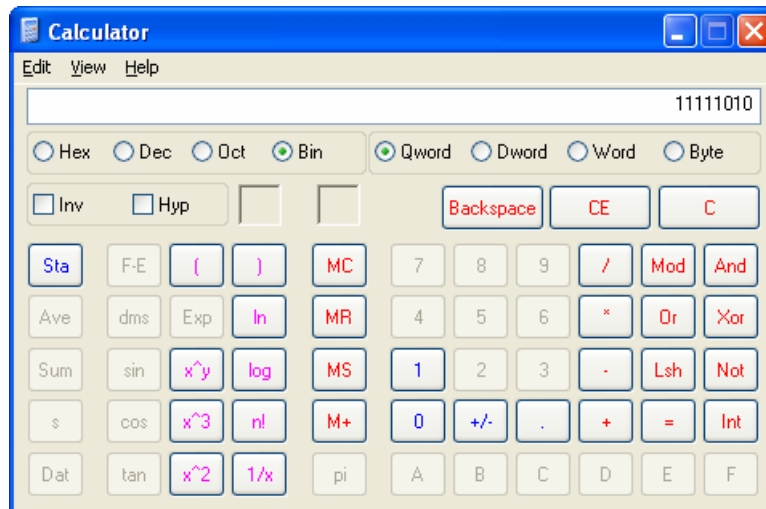 Calculator
Edit View Help
11111010
Hex Dec Oct Bin Qword Dword Word Byte
Inv Hyp Backspace CE C
Sta F-E ( ) MC 7 8 9 / Mod And
Ave dms Exp ln MR 4 5 6 * Or Xor
Sum sin x^y log MS 1 2 3 - Lsh Not
s cos x^3 n! M+ 0 +/- . + = Int
Dat tan x^2 1/x pi A B C D E F